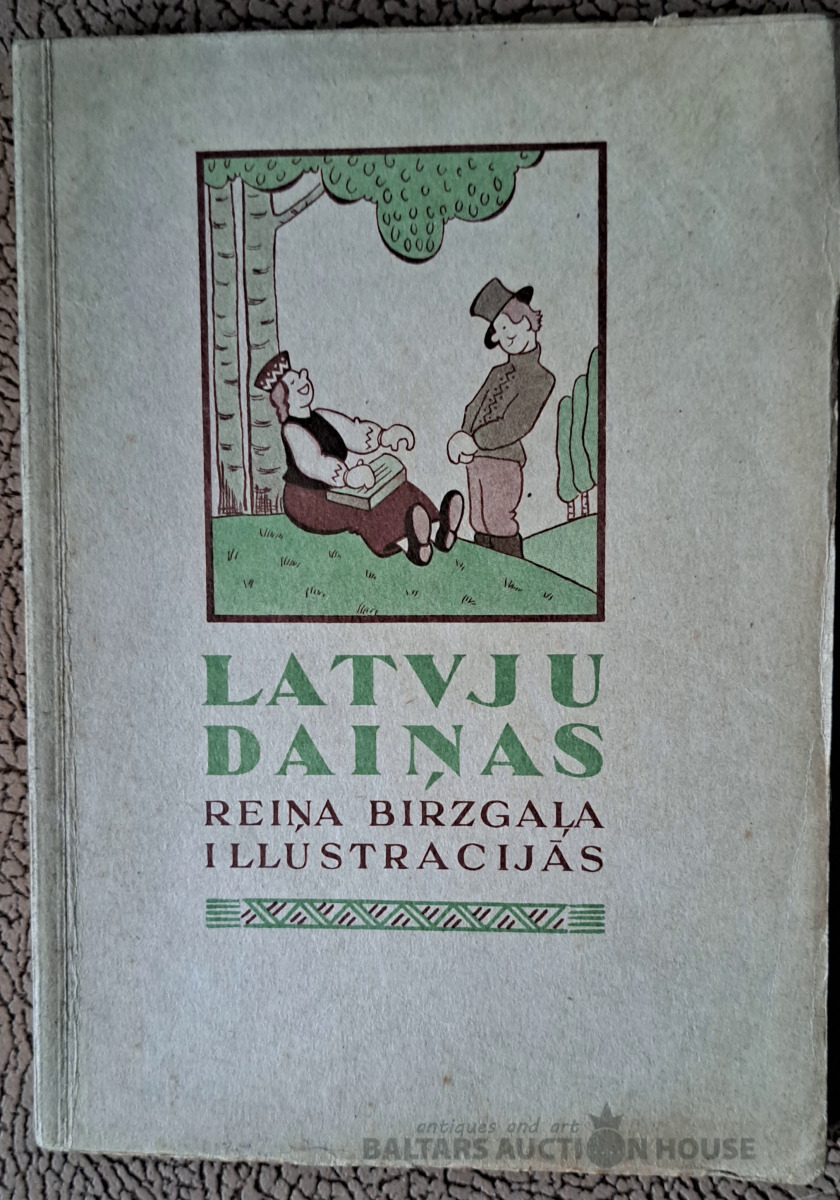 LATVJU
DAIŅAS
REIŅA BIRZGAĻA
ILLUSTRACIJĀS
antiques and art
BALTARS AUCTION HOUSE